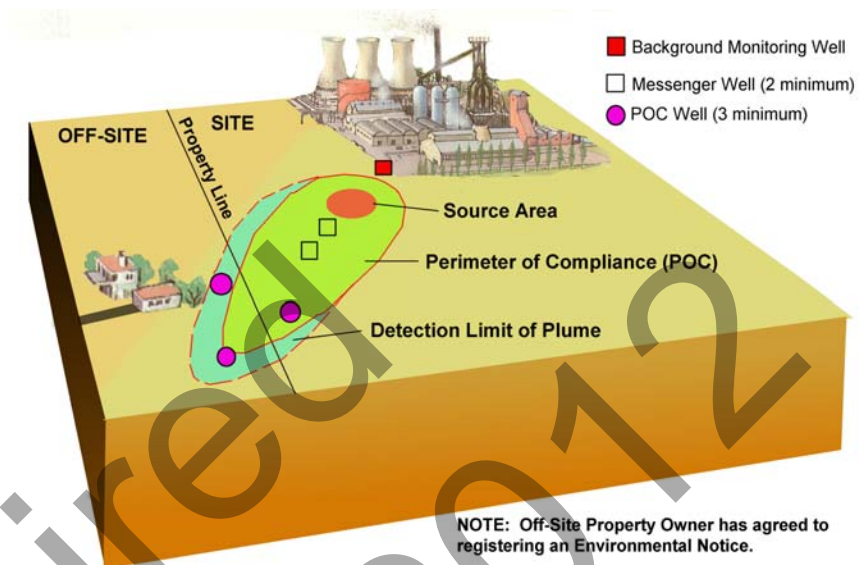 Background Monitoring Well
Messenger Well (2 minimum)
POC Well (3 minimum)
OFF-SITE
SITE
Property Line
Source Area
Perimeter of Compliance (POC)
Detection Limit of Plume
NOTE: Off-Site Property Owner has agreed to
registering an Environmental Notice.
ired
2012